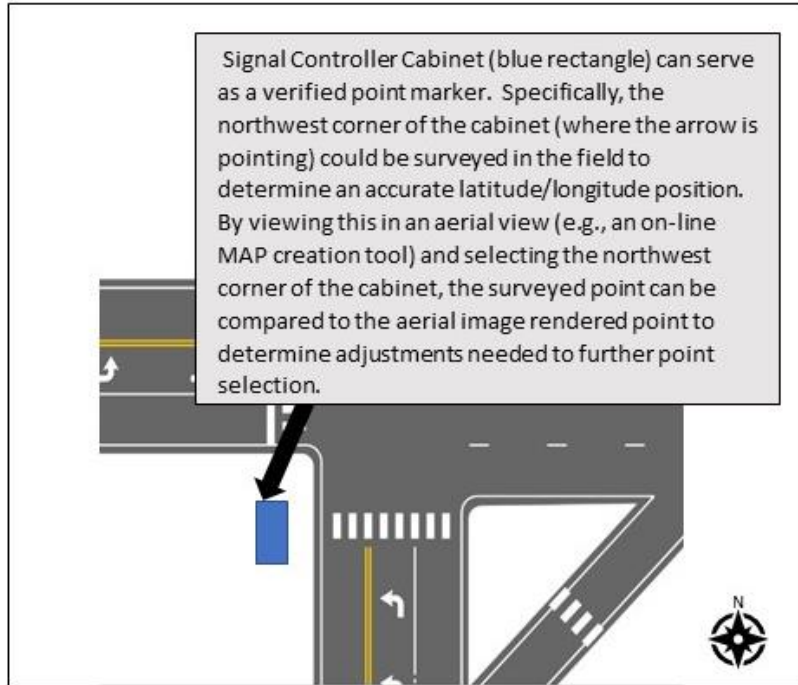 Signal Controller Cabinet (blue rectangle) can serve
as a verified point marker. Specifically, the
northwest corner of the cabinet (where the arrow is
pointing) could be surveyed in the field to
determine an accurate latitude/longitude position.
By viewing this in an aerial view (e.g., an on-line
MAP creation tool) and selecting the northwest
corner of the cabinet, the surveyed point can be
compared to the aerial image rendered point to
determine adjustments needed to further point
selection.
N